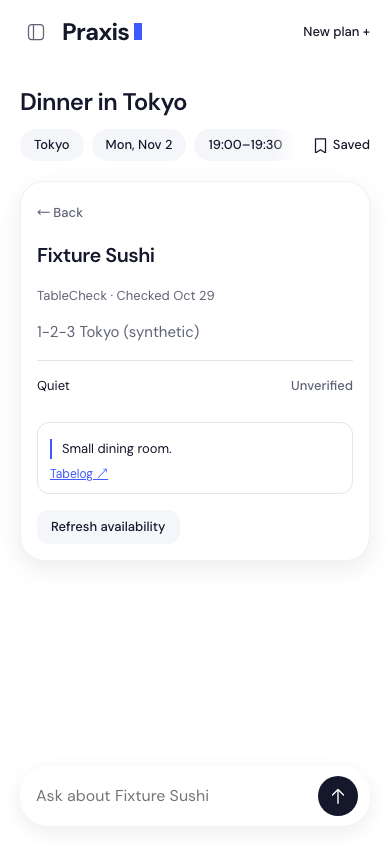 Praxis
New plan +
Dinner in Tokyo
Tokyo
Mon, Nov 2
19:00–19:30
Saved
← Back
Fixture Sushi
TableCheck · Checked Oct 29
1-2-3 Tokyo (synthetic)
Quiet
Unverified
Small dining room.
Tabelog ↗
Refresh availability
Ask about Fixture Sushi